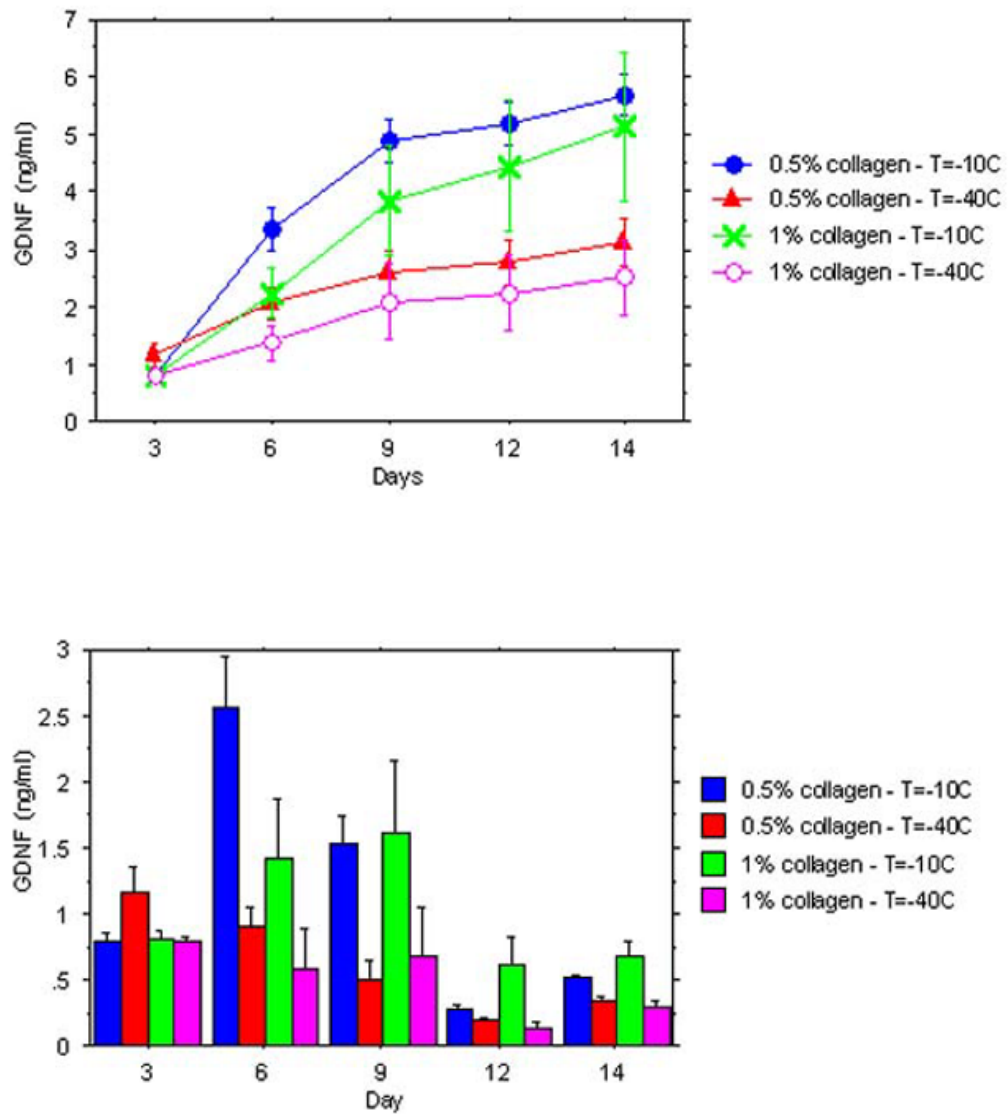 7
6
5
4
3
2
1
0
GDNF (ng/ml)
3 6 9 12 14
Days
0.5% collagen - T=-10C
0.5% collagen - T=-40C
1% collagen - T=-10C
1% collagen - T=-40C
3
2.5
2
1.5
1
.5
0
GDNF (ng/ml)
3 6 9 12 14
Day
0.5% collagen - T=-10C
0.5% collagen - T=-40C
1% collagen - T=-10C
1% collagen - T=-40C